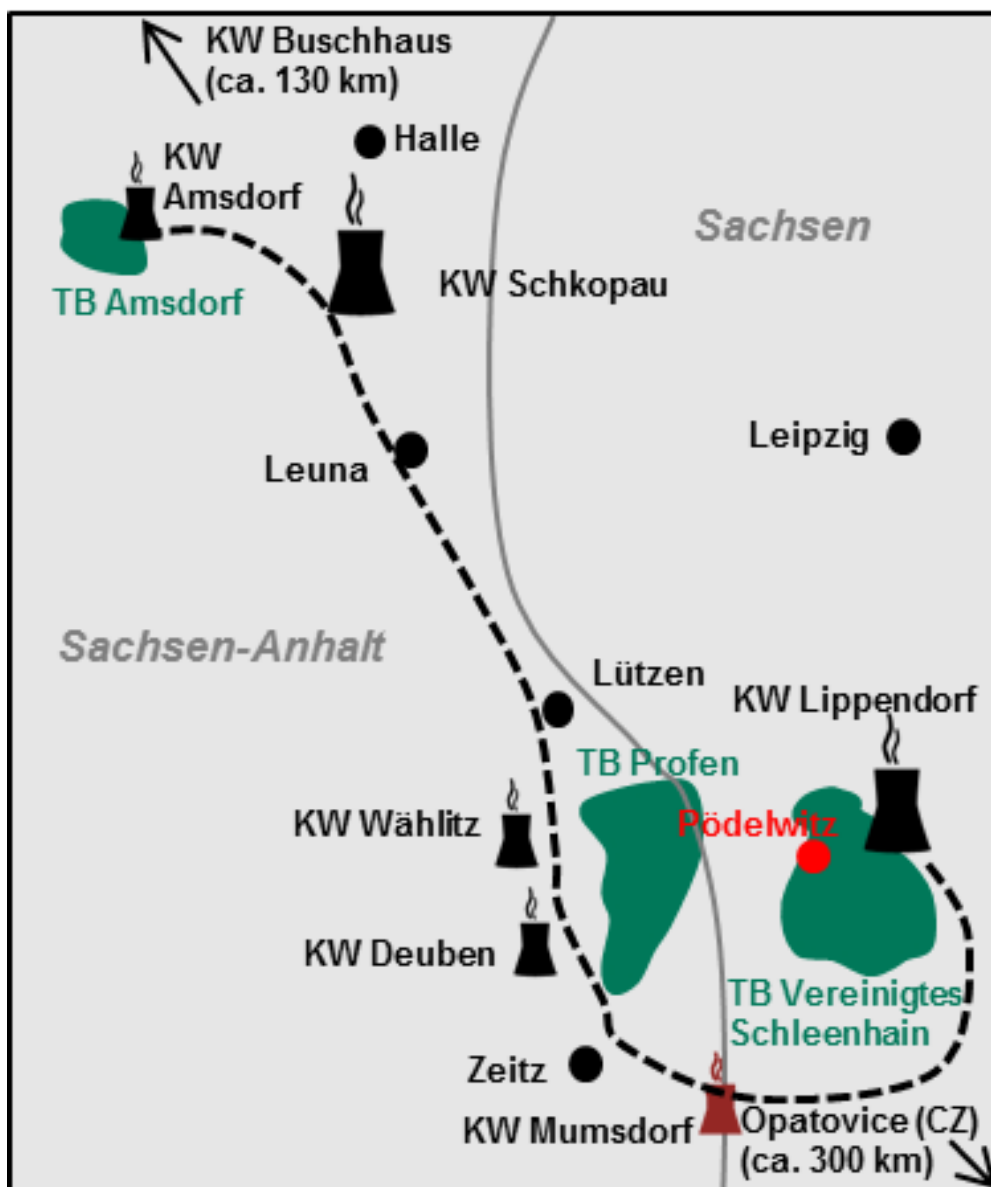 KW Buschhaus
(ca. 130 km)
Halle
KW
Amsdorf
Sachsen
KW Schkopau
TB Amsdorf
Leipzig
Leuna
Sachsen-Anhalt
Lützen
KW Lippendorf
TB Profen
KW Wählitz
Pödelwitz
KW Deuben
TB Vereinigtes
Schleenhain
Zeitz
KW Mumsdorf
Opatovice (CZ)
(ca. 300 km)